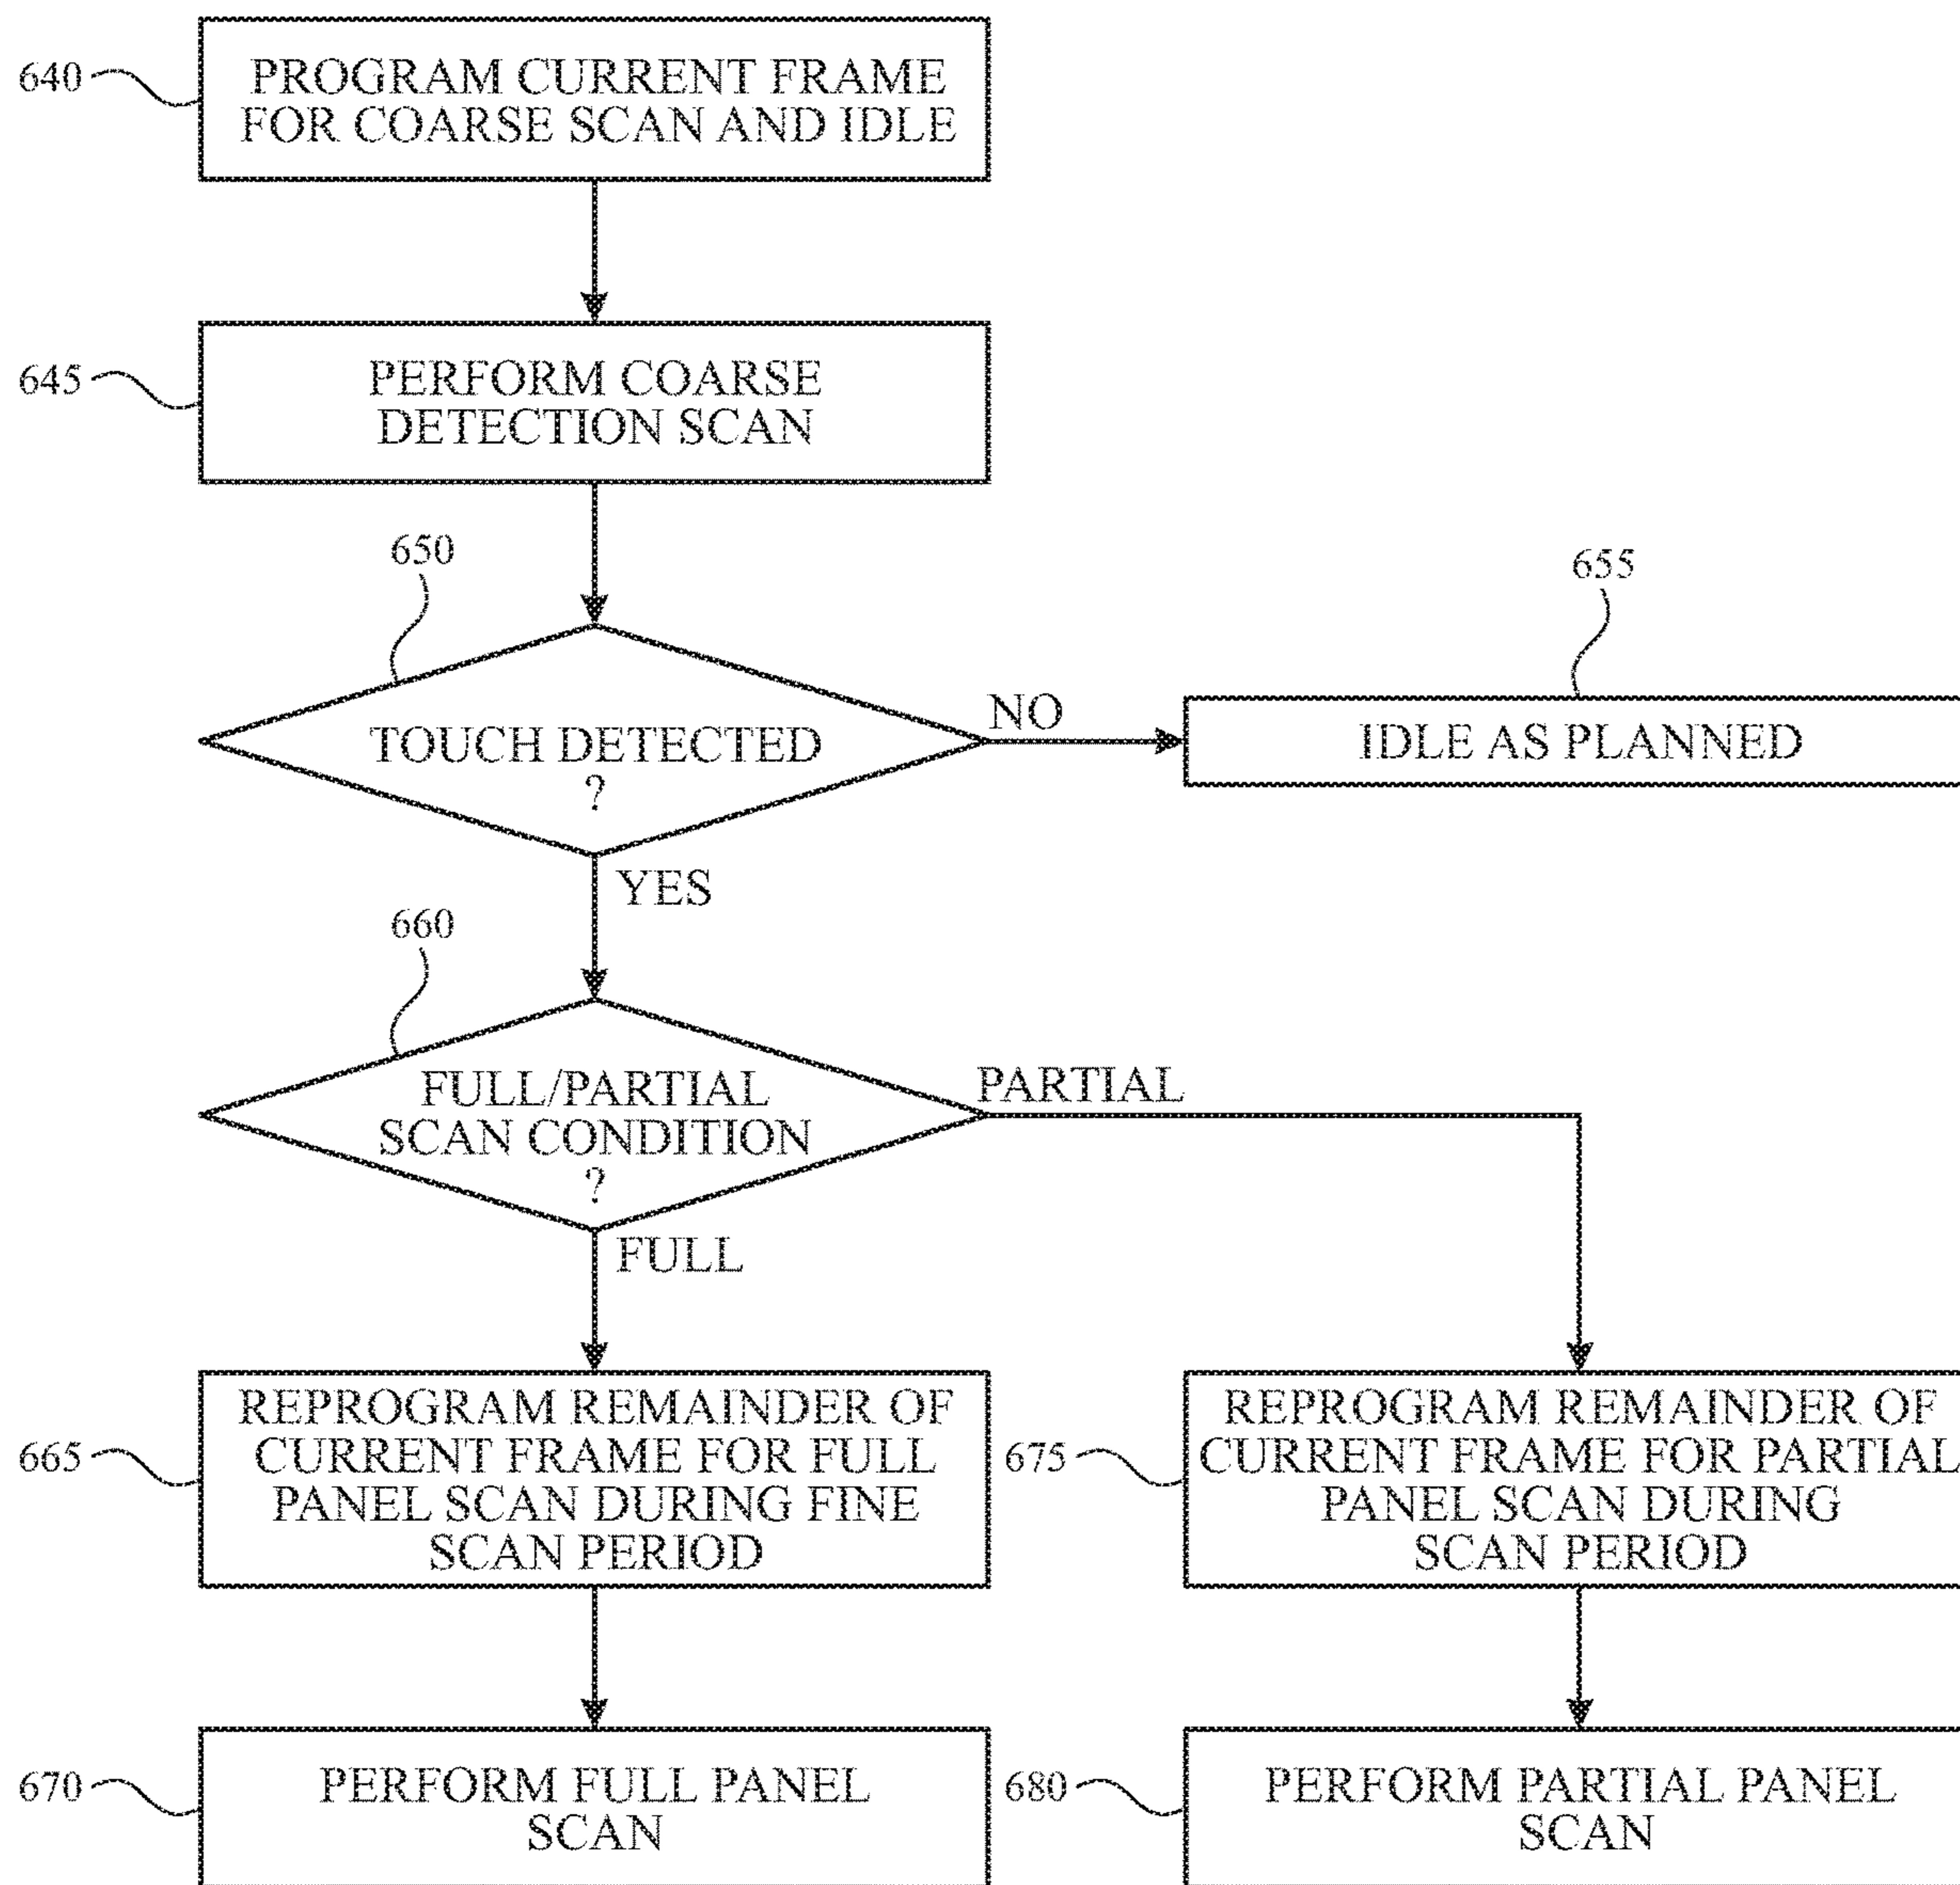 640
PROGRAM CURRENT FRAME
FOR COARSE SCAN AND IDLE
645
PERFORM COARSE
DETECTION SCAN
650
TOUCH DETECTED
?
NO
655
IDLE AS PLANNED
YES
660
FULL/PARTIAL
SCAN CONDITION
?
PARTIAL
FULL
665
REPROGRAM REMAINDER OF
CURRENT FRAME FOR FULL
PANEL SCAN DURING FINE
SCAN PERIOD
675
REPROGRAM REMAINDER OF
CURRENT FRAME FOR PARTIAL
PANEL SCAN DURING
SCAN PERIOD
670
PERFORM FULL PANEL
SCAN
680
PERFORM PARTIAL PANEL
SCAN